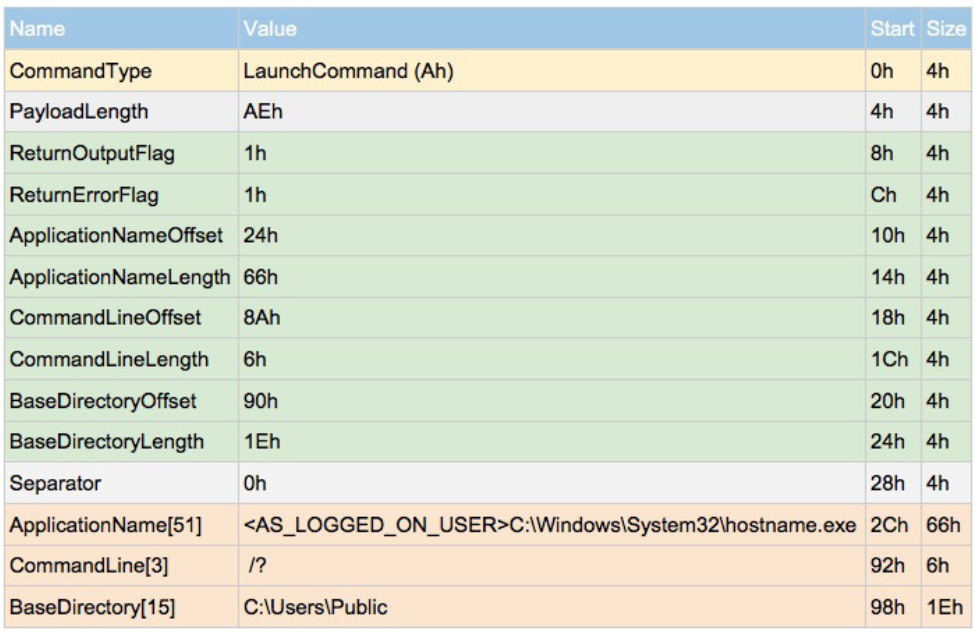 Name Value Start Size
CommandType LaunchCommand (Ah) 0h 4h
PayloadLength AEh 4h 4h
ReturnOutputFlag 1h 8h 4h
ReturnErrorFlag 1h Ch 4h
ApplicationNameOffset 24h 10h 4h
ApplicationNameLength 66h 14h 4h
CommandLineOffset 8Ah 18h 4h
CommandLineLength 6h 1Ch 4h
BaseDirectoryOffset 90h 20h 4h
BaseDirectoryLength 1Eh 24h 4h
Separator 0h 28h 4h
ApplicationName[51] <AS_LOGGED_ON_USER>C:\Windows\System32\hostname.exe 2Ch 66h
CommandLine[3] /? 92h 6h
BaseDirectory[15] C:\Users\Public 98h 1Eh